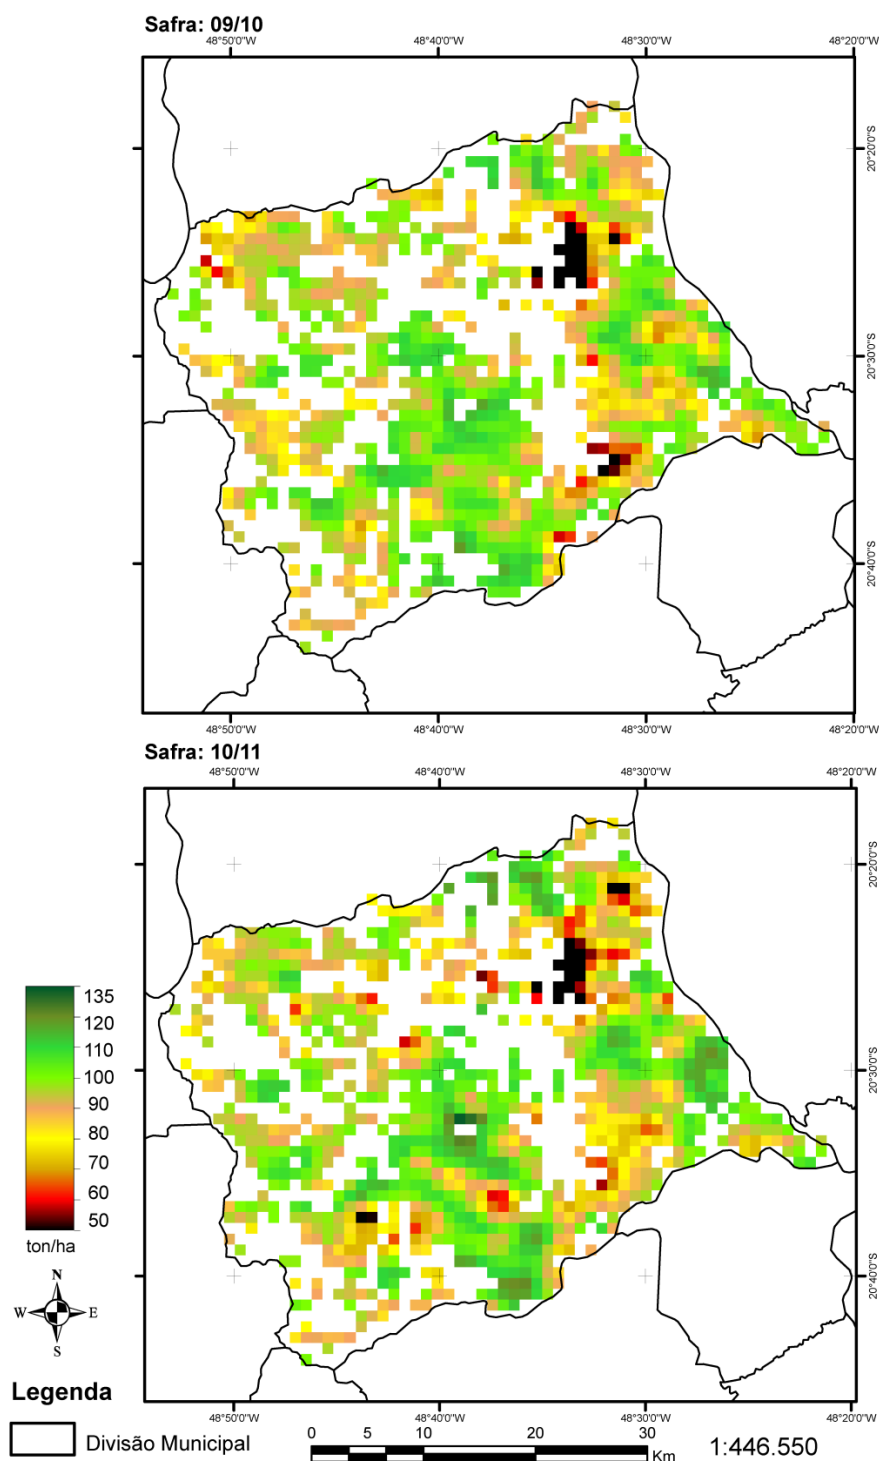 Safra: 09/10
48°50'0"W 48°40'0"W 48°30'0"W 48°20'0"W
20°20'0"S
20°30'0"S
20°40'0"S
48°50'0"W 48°40'0"W 48°30'0"W 48°20'0"W
Safra: 10/11
48°50'0"W 48°40'0"W 48°30'0"W 48°20'0"W
20°20'0"S
20°30'0"S
20°40'0"S
135
120
110
100
90
80
70
60
50
ton/ha
N
W E
S
48°50'0"W 48°40'0"W 48°30'0"W 48°20'0"W
Legenda
Divisão Municipal
0 5 10 20 30
Km
1:446.550